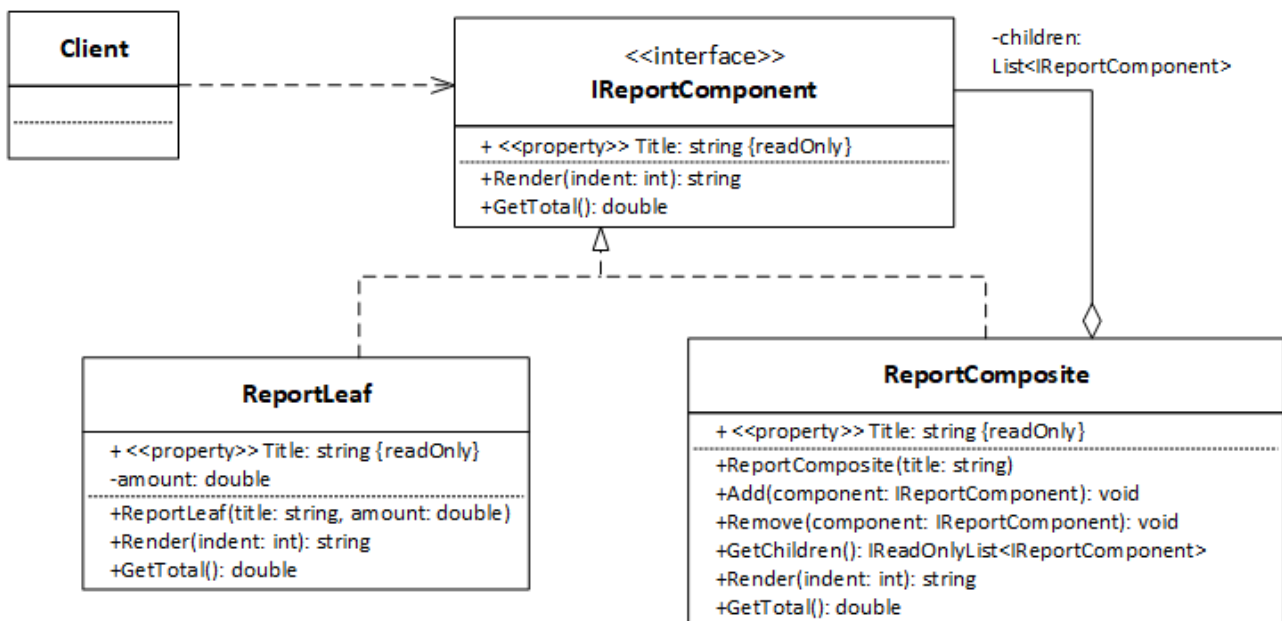 Client
<<interface>>
IReportComponent
+ <<property>> Title: string {readOnly}
+Render(indent: int): string
+GetTotal(): double
-children:
List<IReportComponent>
ReportLeaf
+ <<property>> Title: string {readOnly}
-amount: double
+ReportLeaf(title: string, amount: double)
+Render(indent: int): string
+GetTotal(): double
ReportComposite
+ <<property>> Title: string {readOnly}
+ReportComposite(title: string)
+Add(component: IReportComponent): void
+Remove(component: IReportComponent): void
+GetChildren(): IReadOnlyList<IReportComponent>
+Render(indent: int): string
+GetTotal(): double